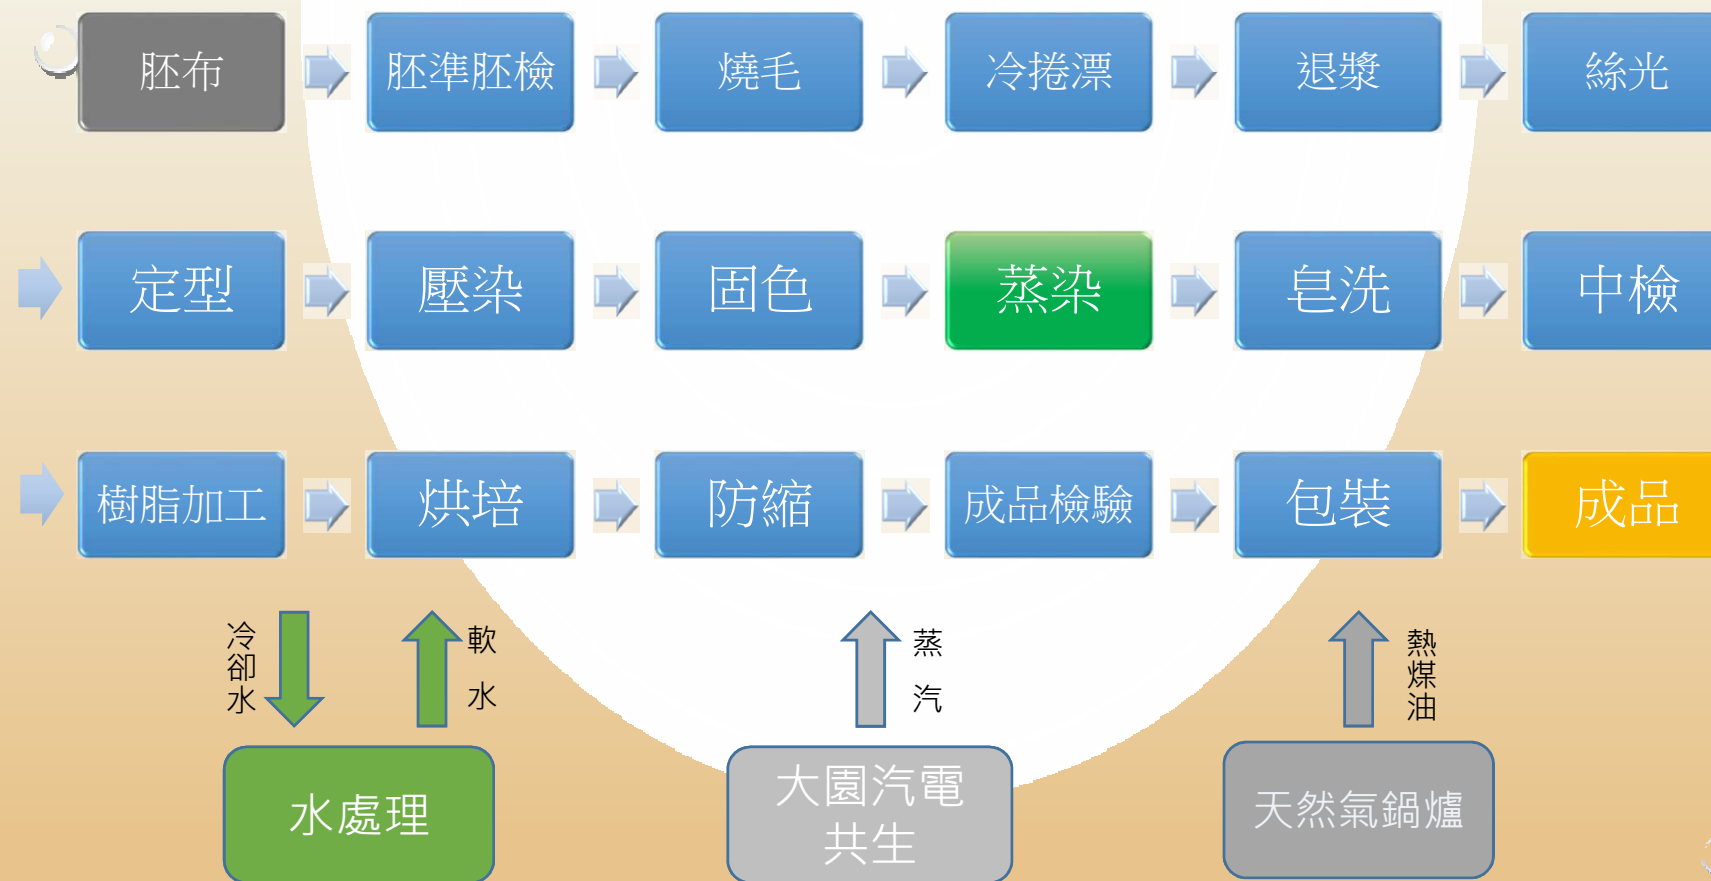 胚布
胚準胚檢
燒毛
冷捲漂
退漿
絲光
定型
壓染
固色
蒸染
皂洗
中檢
樹脂加工
烘培
防縮
成品檢驗
包裝
成品
冷卻水
軟水
蒸汽
熱煤油
水處理
大園汽電
共生
天然氣鍋爐